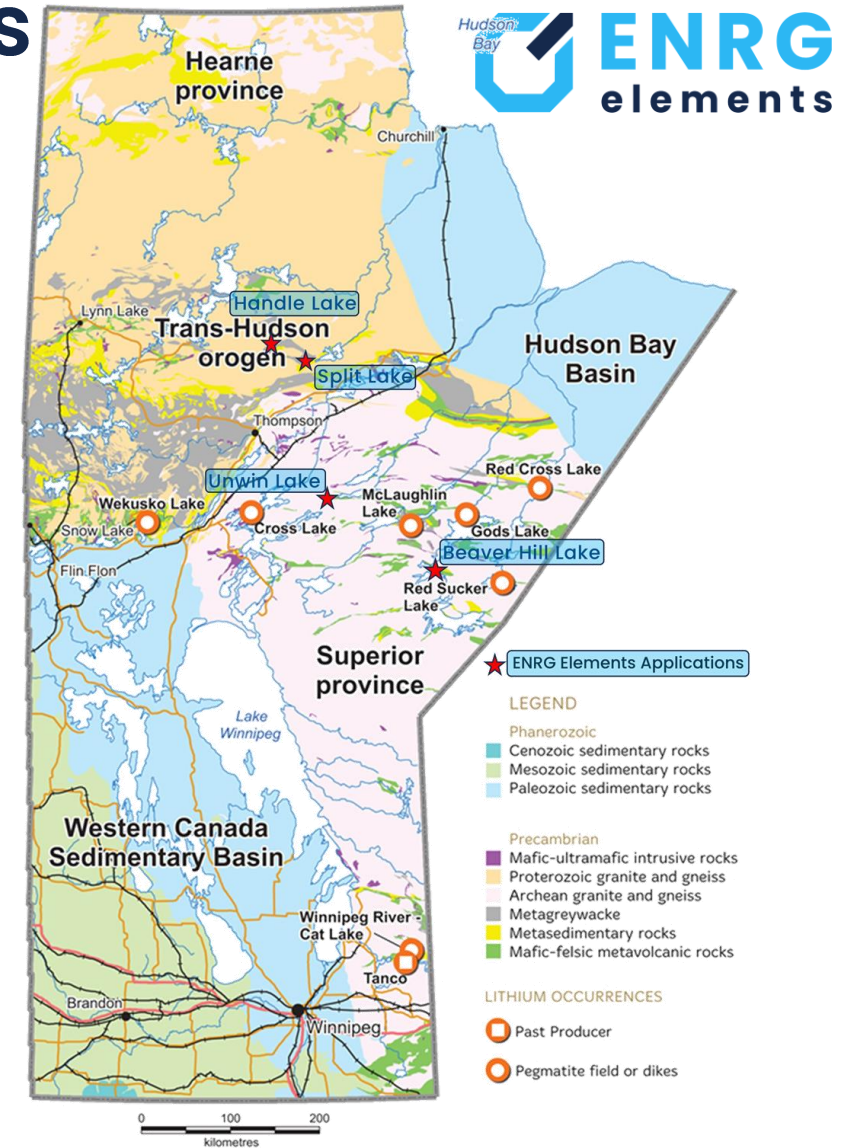 S
Hudson
Bay
ENRG
elements
Hearne
province
Churchill
Handle Lake
Lynn Lake
Trans-Hudson
orogen
Split Lake
Hudson Bay
Basin
Thompson
Unwin Lake
Red Cross Lake
McLaughlin
Lake
Wekusko Lake
Cross Lake
Gods Lake
Snow Lake
Beaver Hill Lake
Flin Flon
Red Sucker
Lake
Superior
province
ENRG Elements Applications
LEGEND
Phanerozoic
Cenozoic sedimentary rocks
Mesozoic sedimentary rocks
Paleozoic sedimentary rocks
Lake
Winnipeg
Western Canada
Sedimentary Basin
Precambrian
Mafic-ultramafic intrusive rocks
Proterozoic granite and gneiss
Archean granite and gneiss
Metagreywacke
Metasedimentary rocks
Mafic-felsic metavolcanic rocks
Winnipeg River -
Cat Lake
Tanco
LITHIUM OCCURRENCES
Past Producer
Pegmatite field or dikes
Brandon
Winnipeg
0 100 200
kilometres